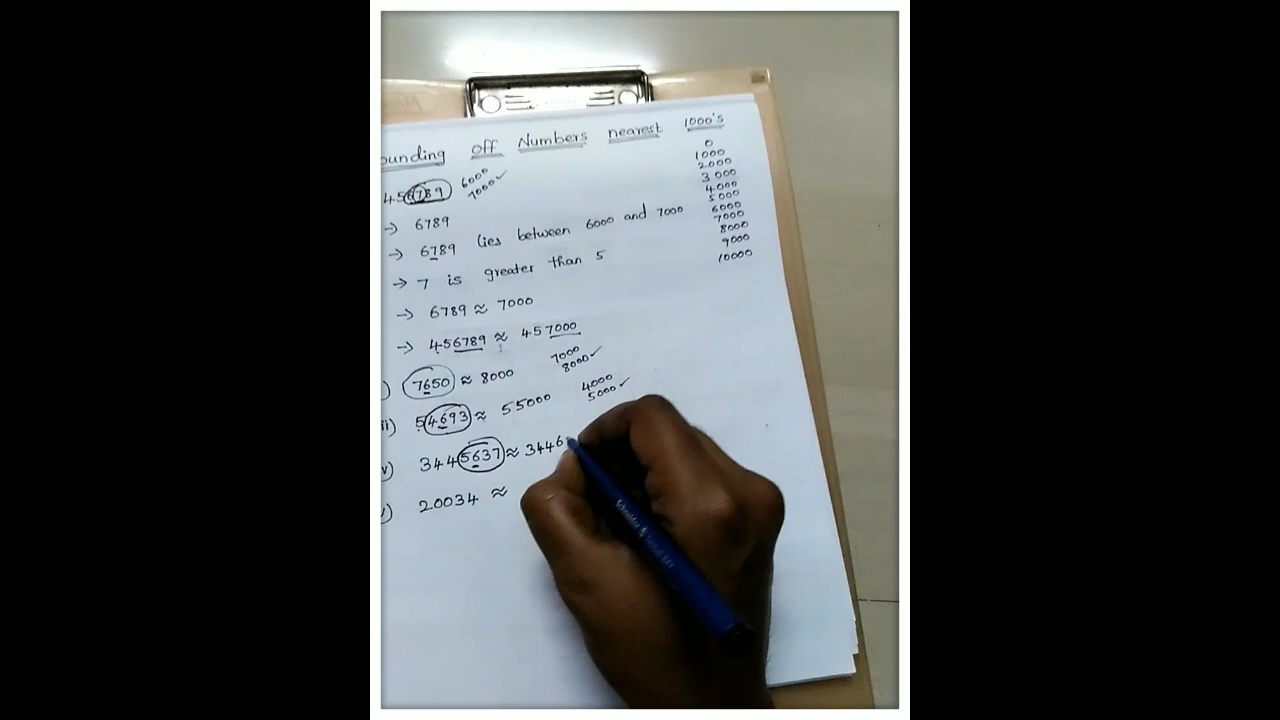 ounding off Numbers nearest 1000's
0
1000
2000
3000
4000
5000
6000
7000
8000
9000
10000
456789 6000
7000 ✓
→ 6789
→ 6789 lies between 6000 and 7000
→ 7 is greater than 5
→ 6789 ≈ 7000
→ 456789 ≈ 457000
) 7650 ≈ 8000 7000
8000 ✓
ii) 54693 ≈ 55000 4000
5000 ✓
v) 3445637 ≈ 3446
v) 20034 ≈